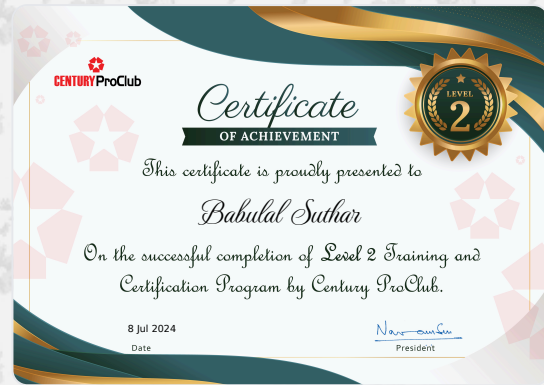 CENTURY ProClub
LEVEL
2
Certificate
OF ACHIEVEMENT
This certificate is proudly presented to
Babulal Suthar
On the successful completion of Level 2 Training and
Certification Program by Century ProClub.
8 Jul 2024
Date
President